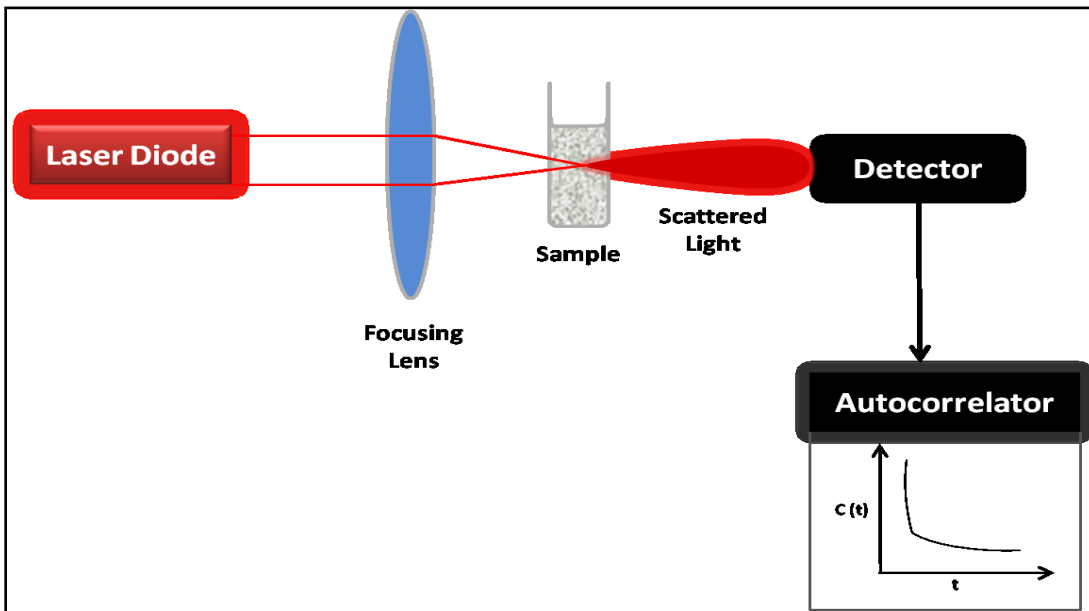 Laser Diode
Detector
Scattered
Light
Sample
Focusing
Lens
Autocorrelator
C (t)
t